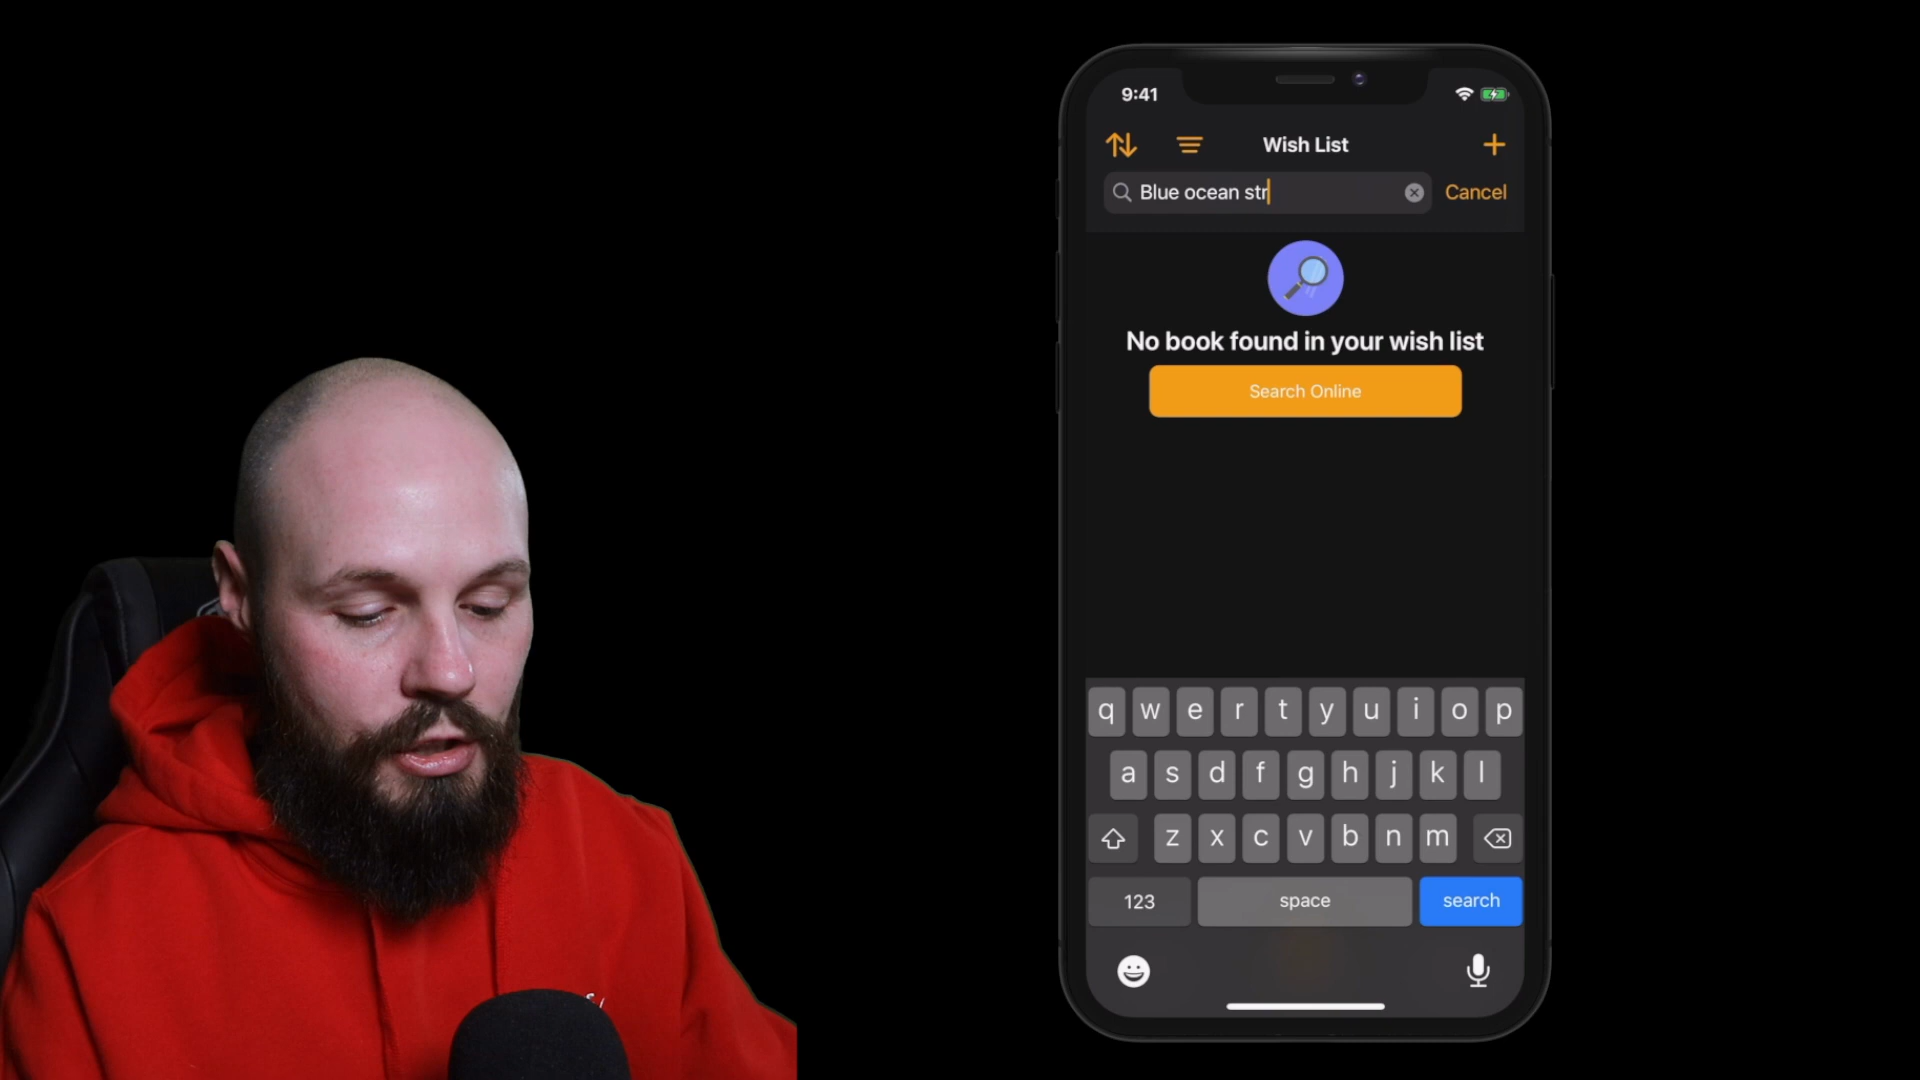 9:41
Wish List
Blue ocean str
Cancel
No book found in your wish list
Search Online
q w e r t y u i o p
a s d f g h j k l
z x c v b n m
123 space search